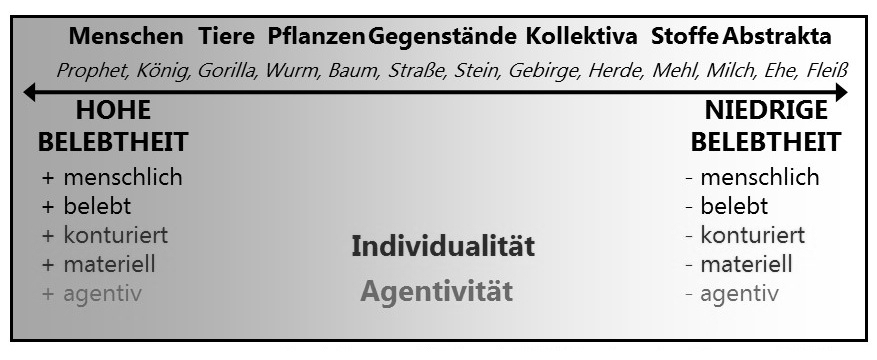 Menschen Tiere Pflanzen Gegenstände Kollektiva Stoffe Abstrakta
Prophet, König, Gorilla, Wurm, Baum, Straße, Stein, Gebirge, Herde, Mehl, Milch, Ehe, Fleiß
HOHE
BELEBTHEIT
+ menschlich
+ belebt
+ konturiert
+ materiell
+ agentiv
Individualität
Agentivität
NIEDRIGE
BELEBTHEIT
- menschlich
- belebt
- konturiert
- materiell
- agentiv